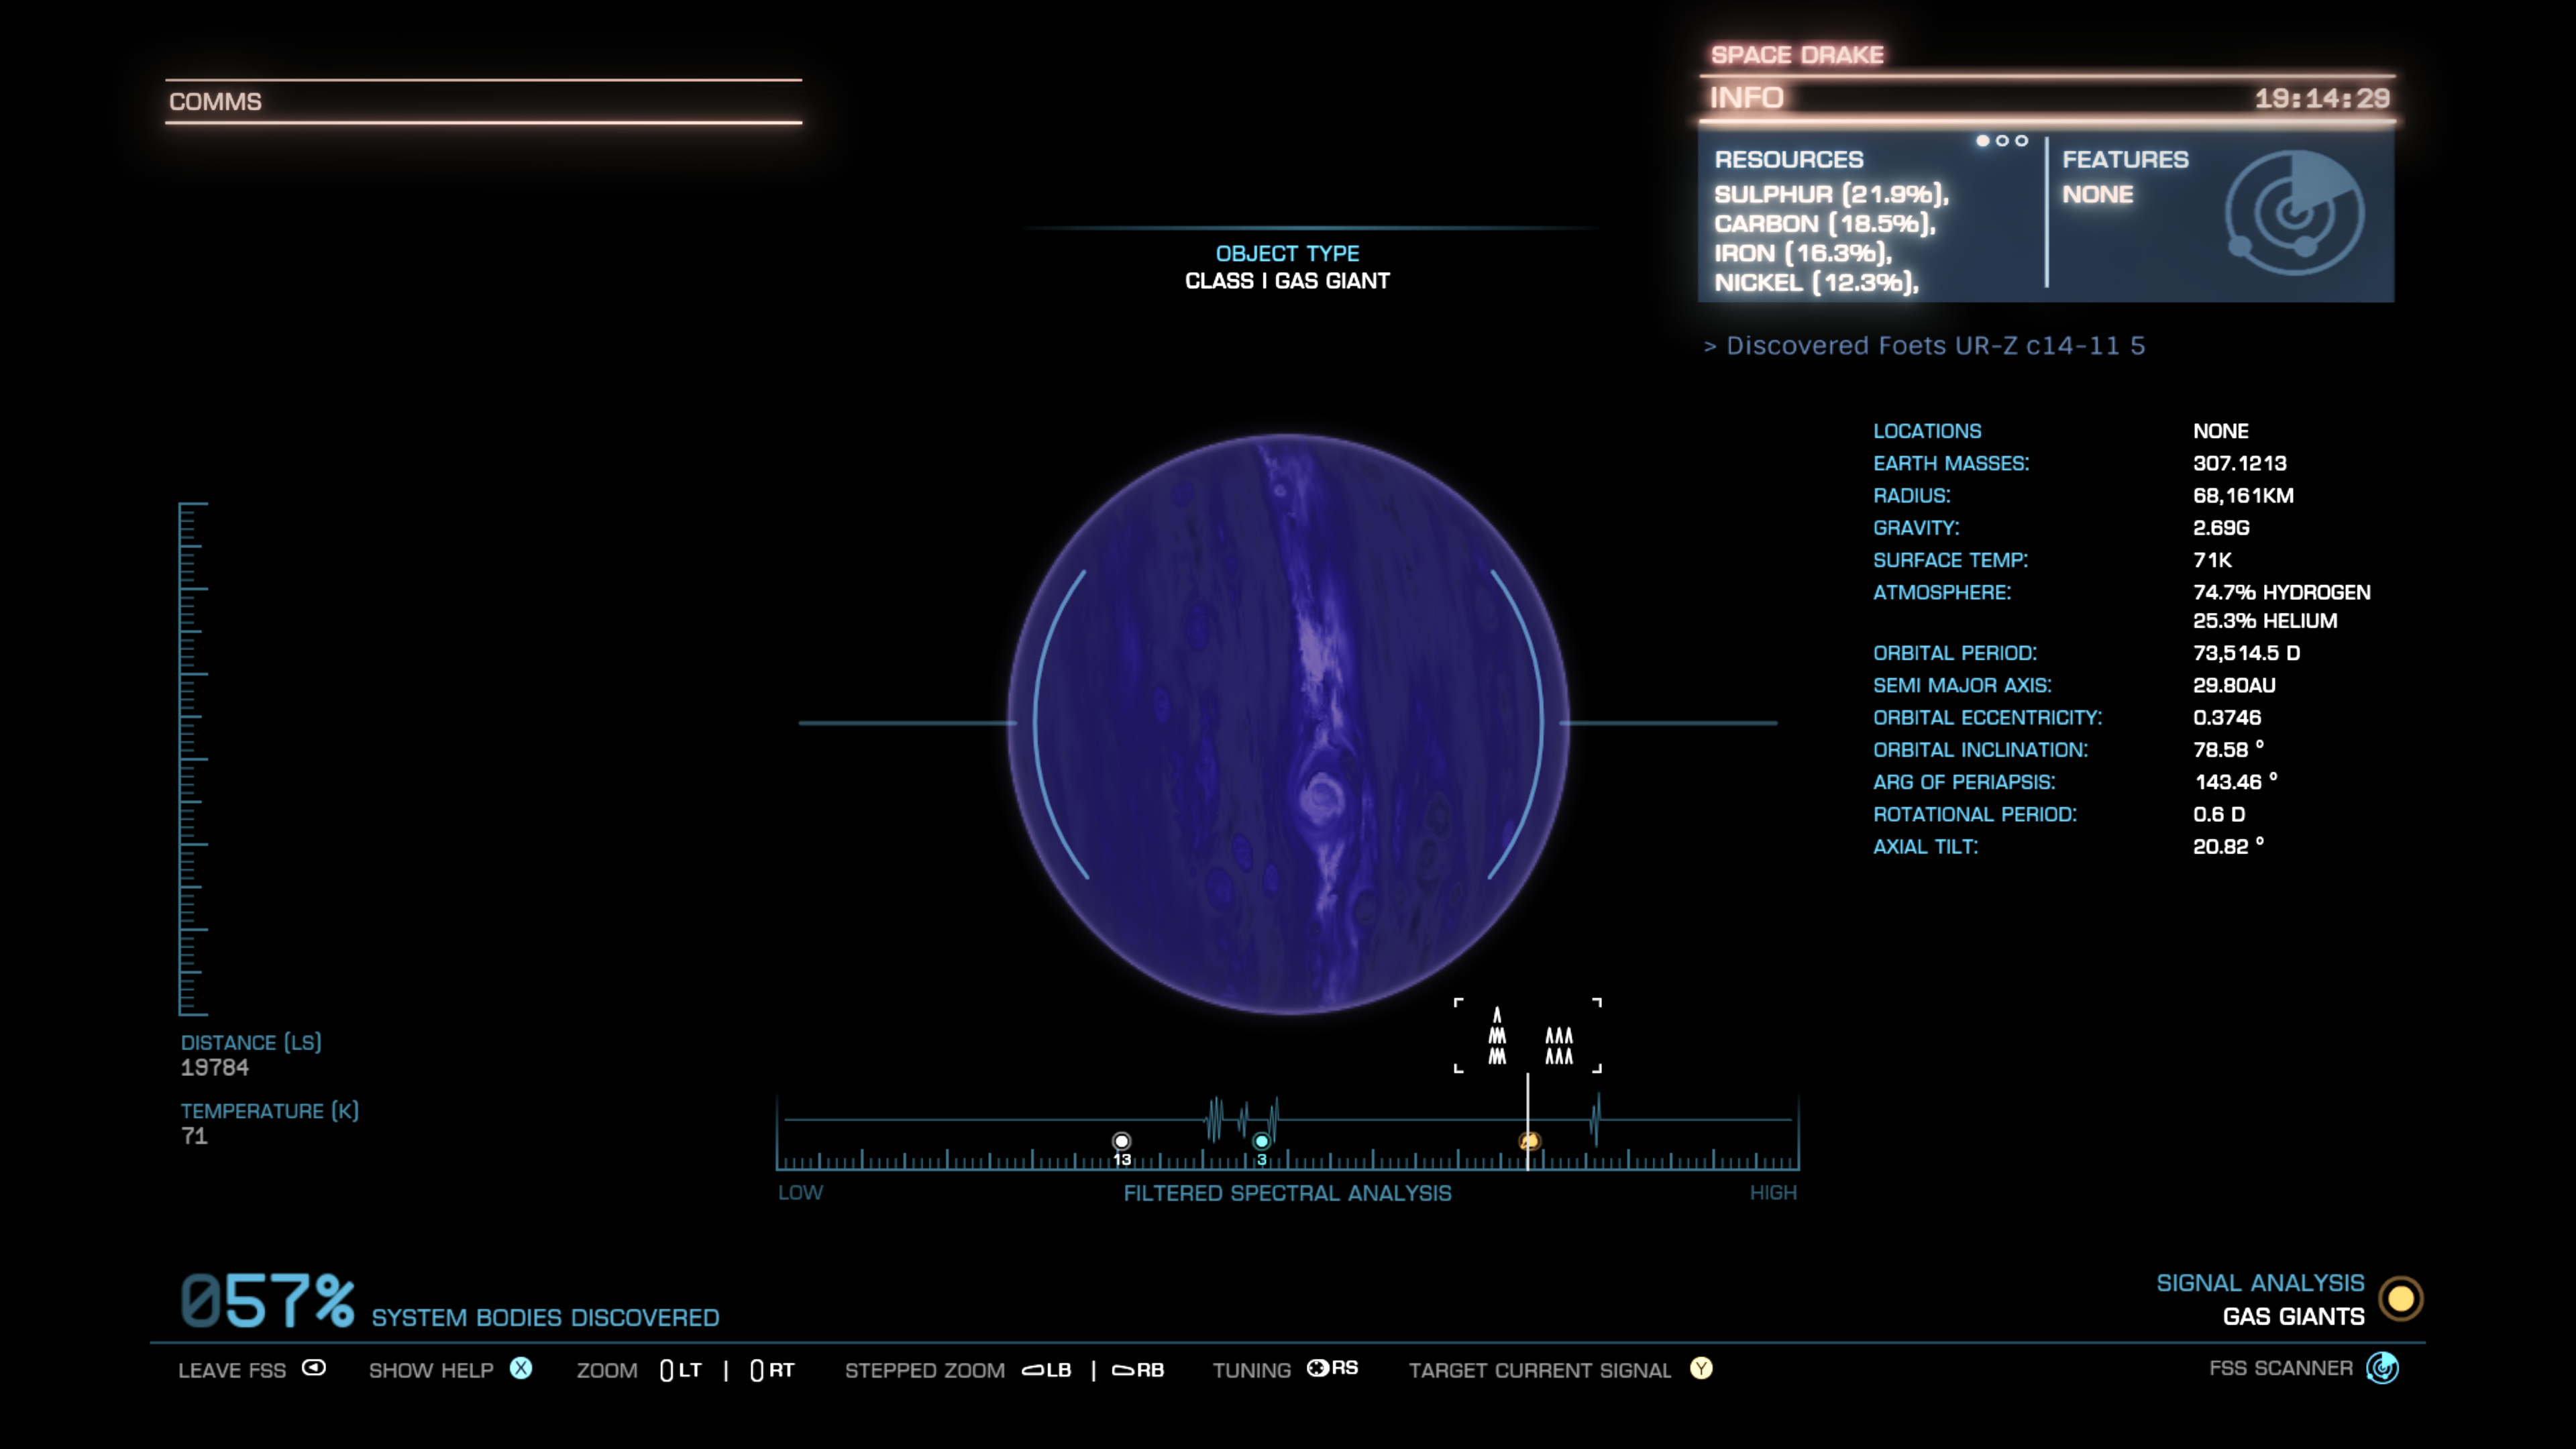 COMMS
SPACE DRAKE
INFO 19:14:29
RESOURCES
SULPHUR (21.9%),
CARBON (18.5%),
IRON (16.3%),
NICKEL (12.3%),
FEATURES
NONE
> Discovered Foets UR-Z c14-11 5
OBJECT TYPE
CLASS I GAS GIANT
LOCATIONS NONE
EARTH MASSES: 307.1213
RADIUS: 68,161KM
GRAVITY: 2.69G
SURFACE TEMP: 71K
ATMOSPHERE: 74.7% HYDROGEN
25.3% HELIUM
ORBITAL PERIOD: 73,514.5 D
SEMI MAJOR AXIS: 29.80AU
ORBITAL ECCENTRICITY: 0.3746
ORBITAL INCLINATION: 78.58 °
ARG OF PERIAPSIS: 143.46 °
ROTATIONAL PERIOD: 0.6 D
AXIAL TILT: 20.82 °
DISTANCE (LS)
19784
TEMPERATURE (K)
71
13 3
LOW FILTERED SPECTRAL ANALYSIS HIGH
057% SYSTEM BODIES DISCOVERED
SIGNAL ANALYSIS
GAS GIANTS
LEAVE FSS SHOW HELP X ZOOM LT | RT STEPPED ZOOM LB | RB TUNING RS TARGET CURRENT SIGNAL Y FSS SCANNER